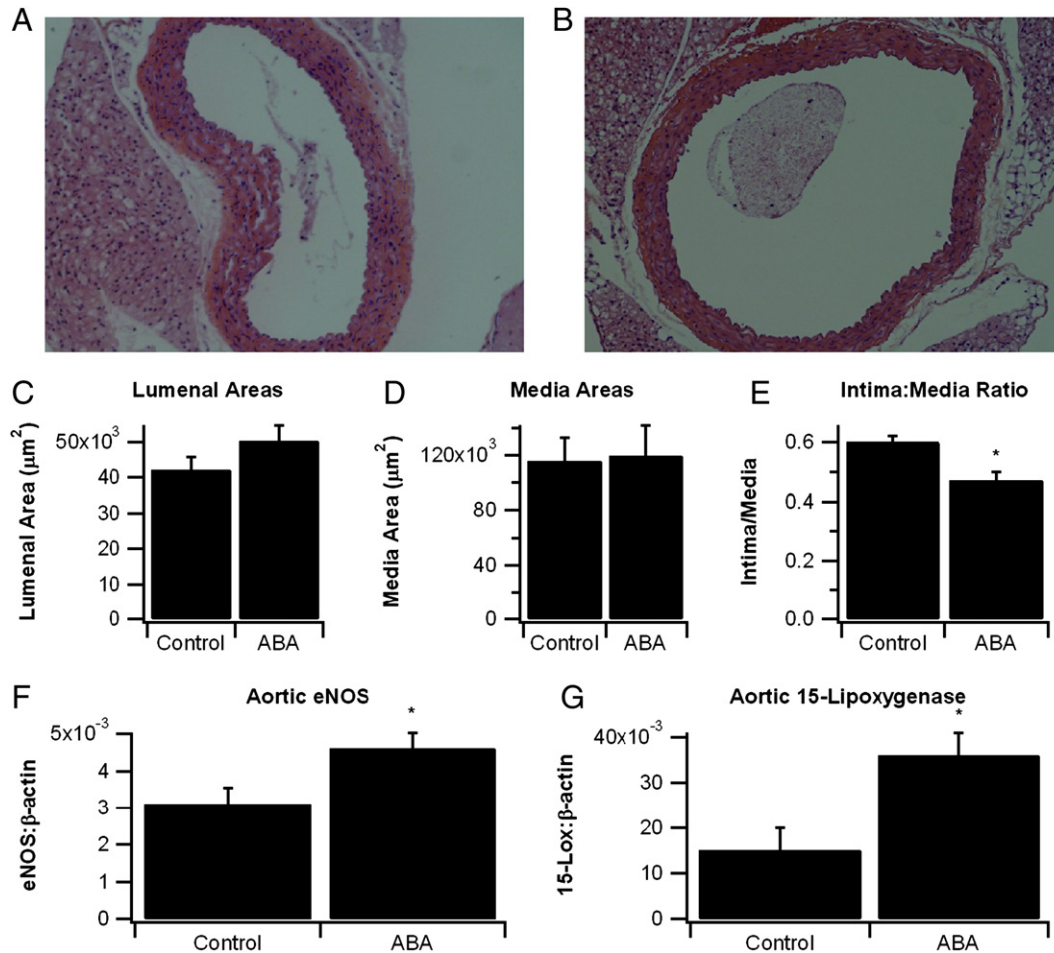 A
B
C
Lumenal Areas
Lumenal Area (μm²)
50x10³
40
30
20
10
0
Control
ABA
D
Media Areas
Media Area (μm²)
120x10³
80
40
0
Control
ABA
E
Intima:Media Ratio
Intima/Media
0.6
0.4
0.2
0.0
*
Control
ABA
F
Aortic eNOS
eNOS:β-actin
5x10⁻³
4
3
2
1
0
*
Control
ABA
G
Aortic 15-Lipoxygenase
15-Lox:β-actin
40x10⁻³
30
20
10
0
*
Control
ABA